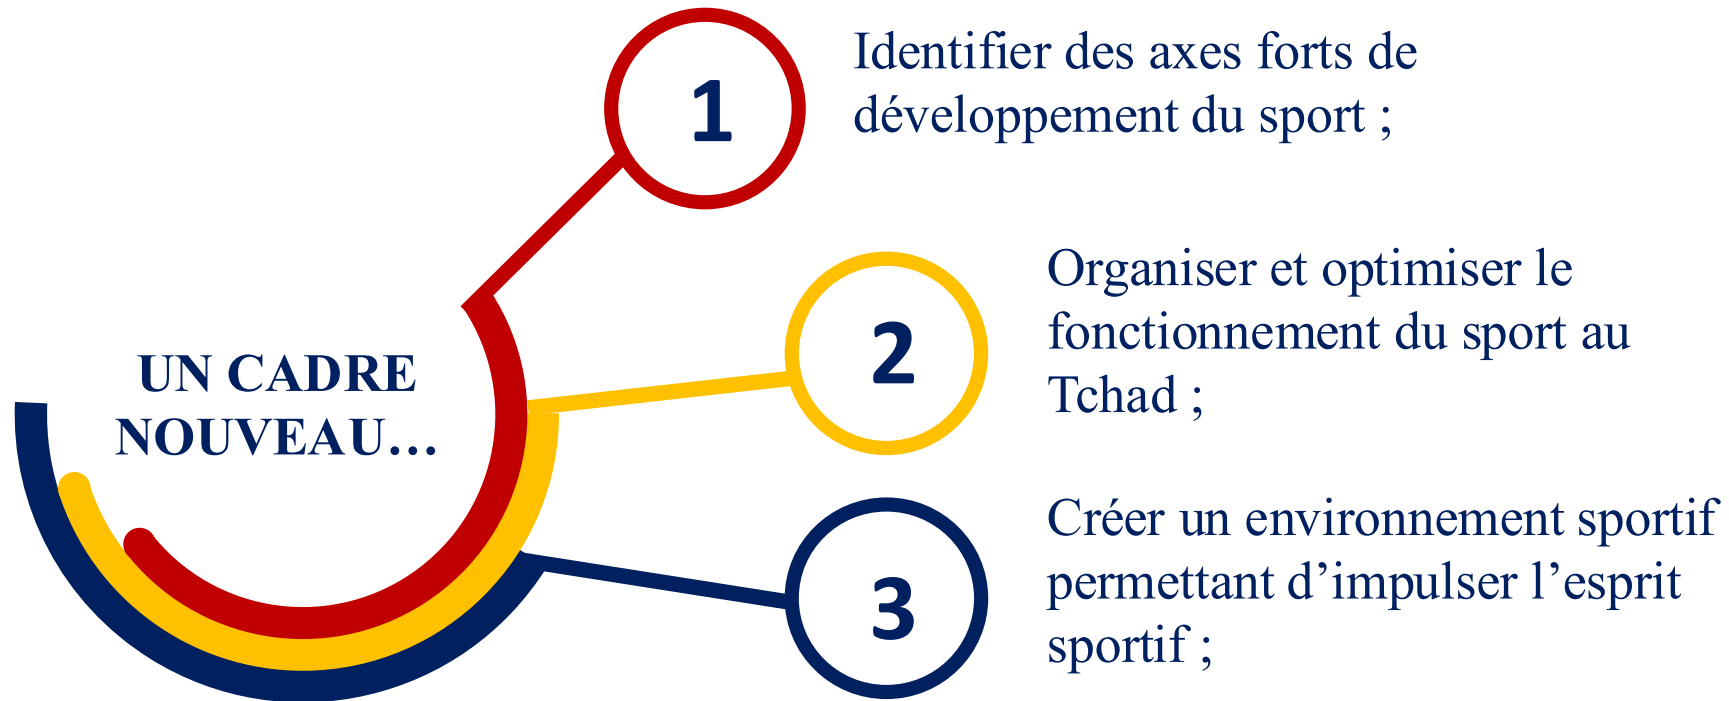 UN CADRE
NOUVEAU…
1
Identifier des axes forts de
développement du sport ;
2
Organiser et optimiser le
fonctionnement du sport au
Tchad ;
3
Créer un environnement sportif
permettant d’impulser l’esprit
sportif ;